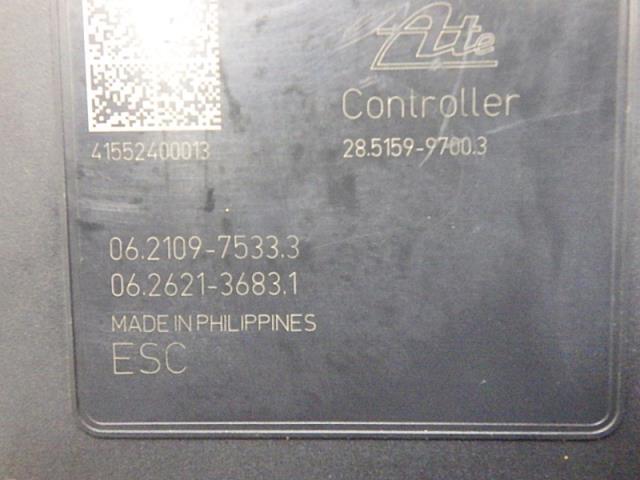 Ate
Controller
41552400013
28.5159-9700.3
06.2109-7533.3
06.2621-3683.1
MADE IN PHILIPPINES
ESC